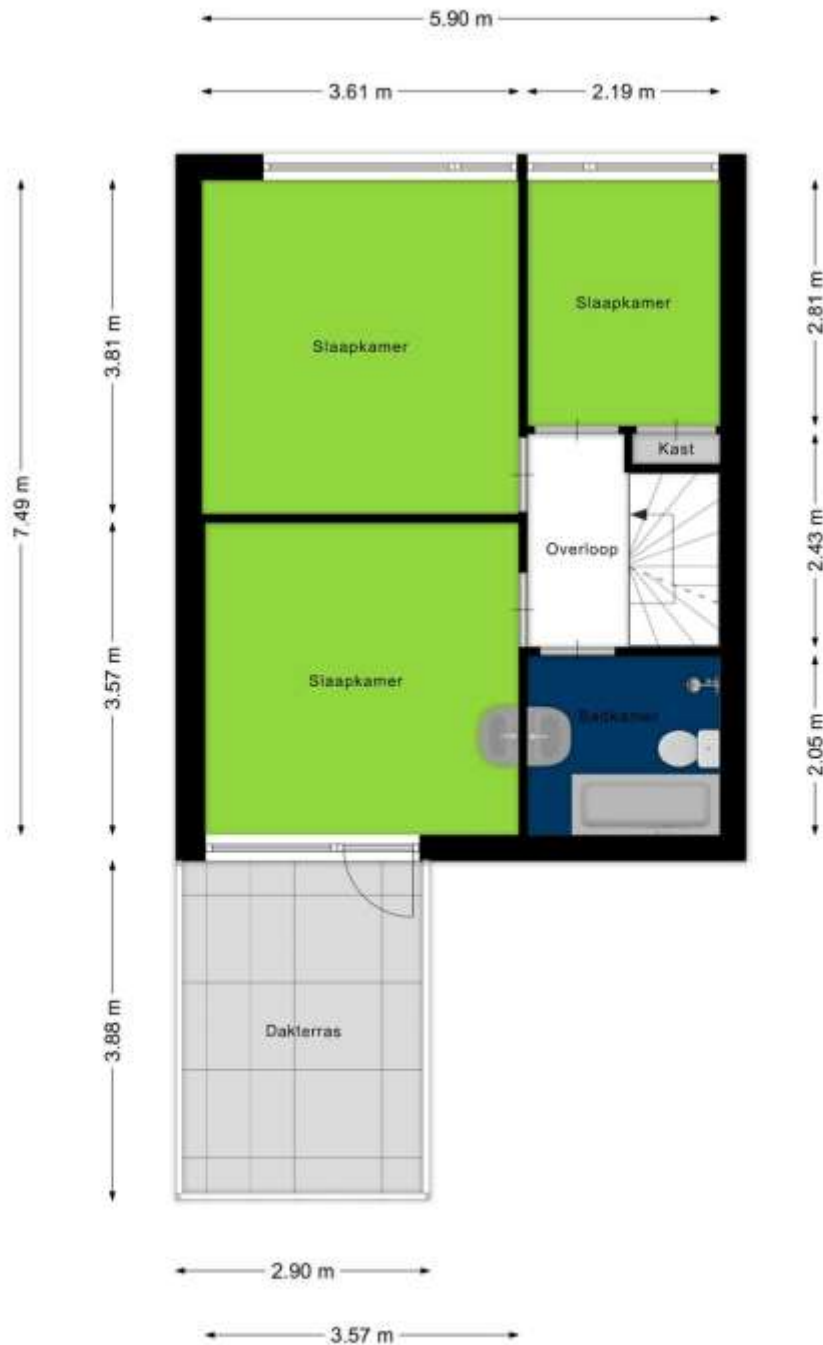 5.90 m
3.61 m
2.19 m
Slaapkamer
Slaapkamer
3.81 m
2.81 m
7.49 m
Kast
Overloop
2.43 m
Slaapkamer
3.57 m
Badkamer
2.05 m
Dakterras
3.88 m
2.90 m
3.57 m